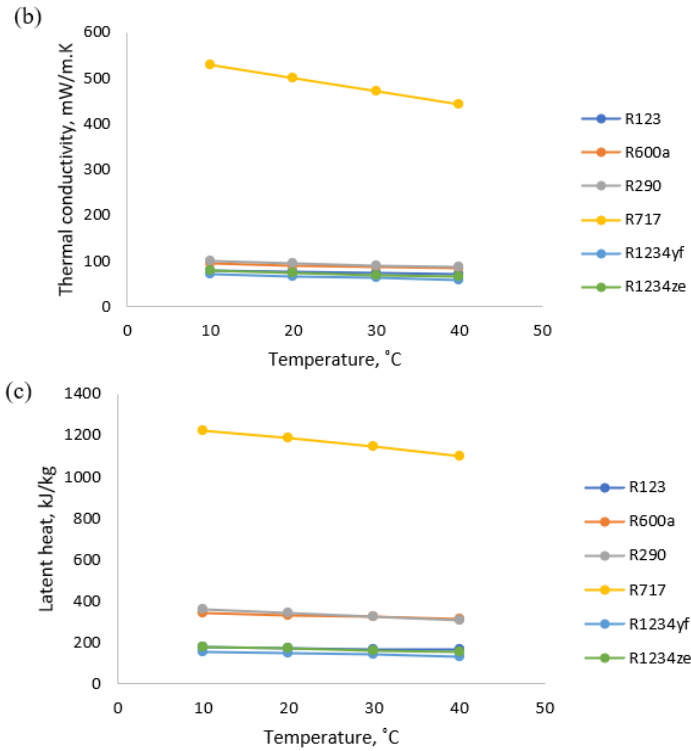 (b)
Thermal conductivity, mW/m.K
600
500
400
300
200
100
0
0 10 20 30 40 50
Temperature, ˚C
R123
R600a
R290
R717
R1234yf
R1234ze
(c)
Latent heat, kJ/kg
1400
1200
1000
800
600
400
200
0
0 10 20 30 40 50
Temperature, ˚C
R123
R600a
R290
R717
R1234yf
R1234ze